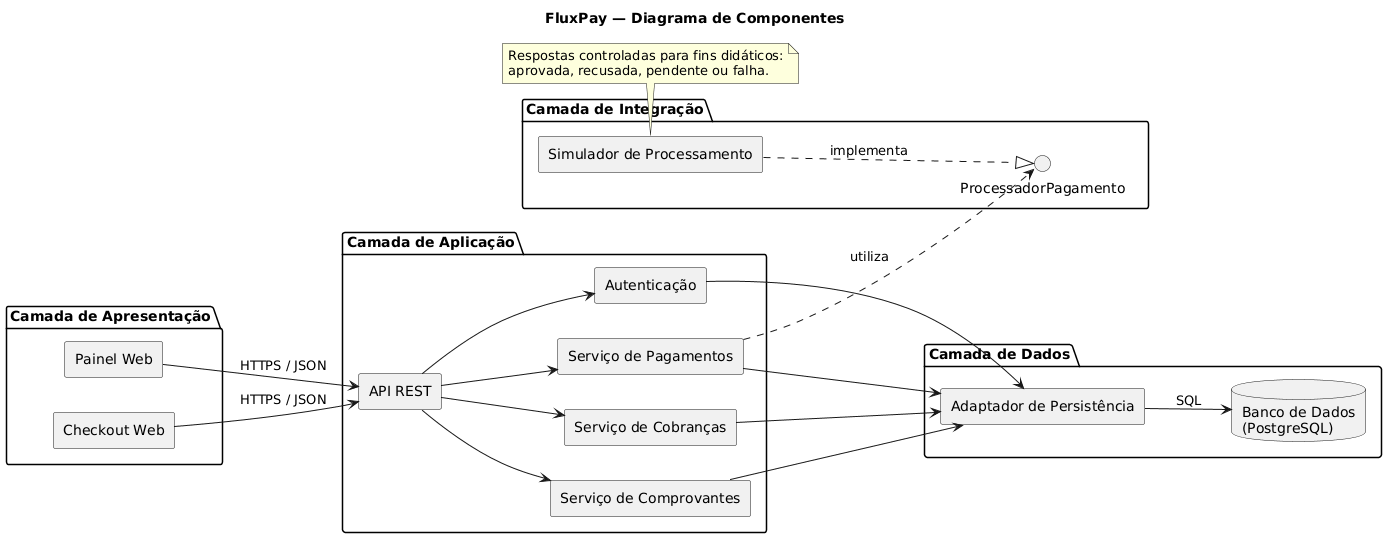 FluxPay — Diagrama de Componentes
Respostas controladas para fins didáticos:
aprovada, recusada, pendente ou falha.
Camada de Integração
Simulador de Processamento
implementa
ProcessadorPagamento
utiliza
Camada de Aplicação
Autenticação
Serviço de Pagamentos
API REST
Serviço de Cobranças
Serviço de Comprovantes
Camada de Apresentação
Painel Web
HTTPS / JSON
Checkout Web
HTTPS / JSON
Camada de Dados
Adaptador de Persistência
SQL
Banco de Dados
(PostgreSQL)